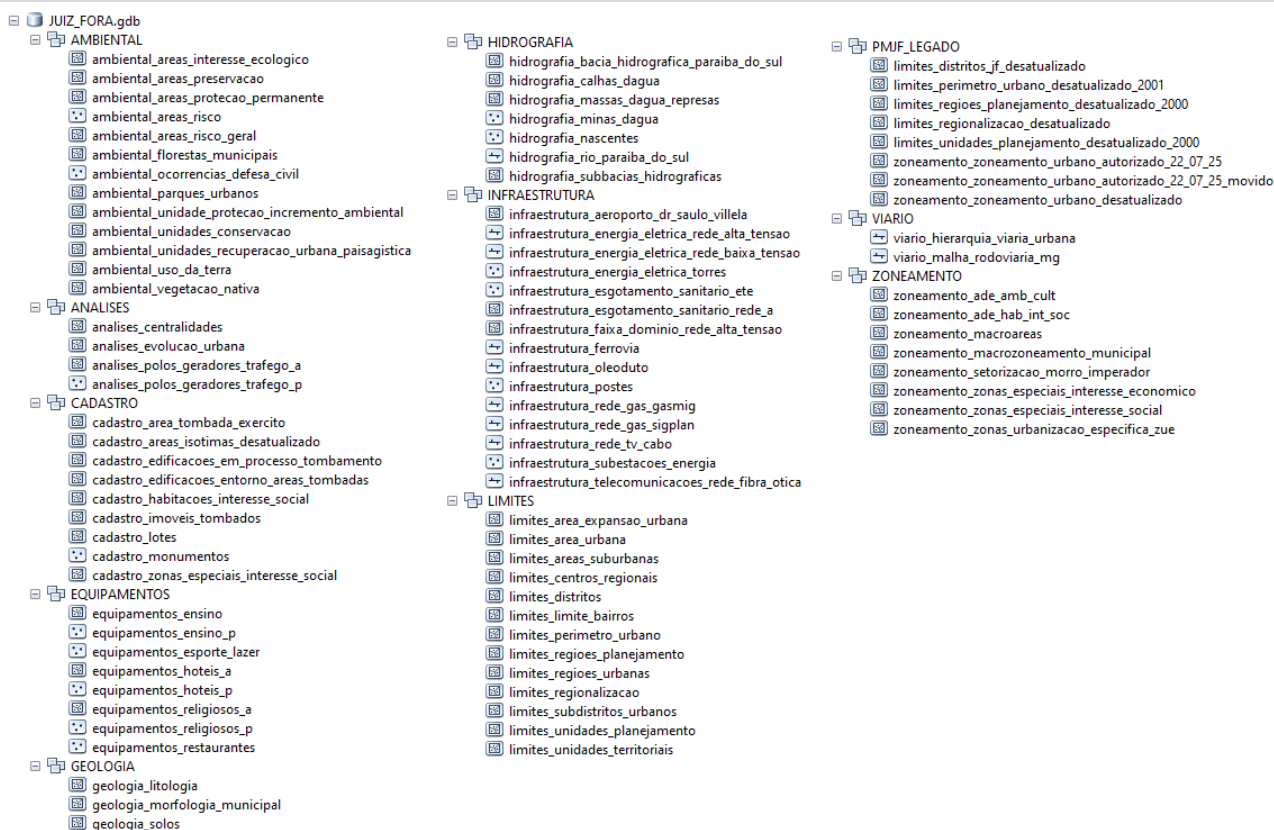 JUIZ_FORA.gdb
AMBIENTAL
ambiental_areas_interesse_ecologico
ambiental_areas_preservacao
ambiental_areas_protecao_permanente
ambiental_areas_risco
ambiental_areas_risco_geral
ambiental_florestas_municipais
ambiental_ocorrencias_defesa_civil
ambiental_parques_urbanos
ambiental_unidade_protecao_incremento_ambiental
ambiental_unidades_conservacao
ambiental_unidades_recuperacao_urbana_paisagistica
ambiental_uso_da_terra
ambiental_vegetacao_nativa
ANALISES
analises_centralidades
analises_evolucao_urbana
analises_polos_geradores_trafego_a
analises_polos_geradores_trafego_p
CADASTRO
cadastro_area_tombada_exercito
cadastro_areas_isotimas_desatualizado
cadastro_edificacoes_em_processo_tombamento
cadastro_edificacoes_entorno_areas_tombadas
cadastro_habitacoes_interesse_social
cadastro_imoveis_tombados
cadastro_lotes
cadastro_monumentos
cadastro_zonas_especiais_interesse_social
EQUIPAMENTOS
equipamentos_ensino
equipamentos_ensino_p
equipamentos_esporte_lazer
equipamentos_hoteis_a
equipamentos_hoteis_p
equipamentos_religiosos_a
equipamentos_religiosos_p
equipamentos_restaurantes
GEOLOGIA
geologia_litologia
geologia_morfologia_municipal
geologia_solos
HIDROGRAFIA
hidrografia_bacia_hidrografica_paraiba_do_sul
hidrografia_calhas_dagua
hidrografia_massas_dagua_represas
hidrografia_minas_dagua
hidrografia_nascentes
hidrografia_rio_paraiba_do_sul
hidrografia_subbacias_hidrograficas
INFRAESTRUTURA
infraestrutura_aeroporto_dr_saulo_villela
infraestrutura_energia_eletrica_rede_alta_tensao
infraestrutura_energia_eletrica_rede_baixa_tensao
infraestrutura_energia_eletrica_torres
infraestrutura_esgotamento_sanitario_ete
infraestrutura_esgotamento_sanitario_rede_a
infraestrutura_faixa_dominio_rede_alta_tensao
infraestrutura_ferrovia
infraestrutura_oleoduto
infraestrutura_postes
infraestrutura_rede_gas_gasmig
infraestrutura_rede_gas_sigplan
infraestrutura_rede_tv_cabo
infraestrutura_subestacoes_energia
infraestrutura_telecomunicacoes_rede_fibra_otica
LIMITES
limites_area_expansao_urbana
limites_area_urbana
limites_areas_suburbanas
limites_centros_regionais
limites_distritos
limites_limite_bairros
limites_perimetro_urbano
limites_regioes_planejamento
limites_regioes_urbanas
limites_regionalizacao
limites_subdistritos_urbanos
limites_unidades_planejamento
limites_unidades_territoriais
PMJF_LEGADO
limites_distritos_jf_desatualizado
limites_perimetro_urbano_desatualizado_2001
limites_regioes_planejamento_desatualizado_2000
limites_regionalizacao_desatualizado
limites_unidades_planejamento_desatualizado_2000
zoneamento_zoneamento_urbano_autorizado_22_07_25
zoneamento_zoneamento_urbano_autorizado_22_07_25_movido
zoneamento_zoneamento_urbano_desatualizado
VIARIO
viario_hierarquia_viaria_urbana
viario_malha_rodoviaria_mg
ZONEAMENTO
zoneamento_ade_amb_cult
zoneamento_ade_hab_int_soc
zoneamento_macroareas
zoneamento_macrozoneamento_municipal
zoneamento_setorizacao_morro_imperador
zoneamento_zonas_especiais_interesse_economico
zoneamento_zonas_especiais_interesse_social
zoneamento_zonas_urbanizacao_especifica_zue